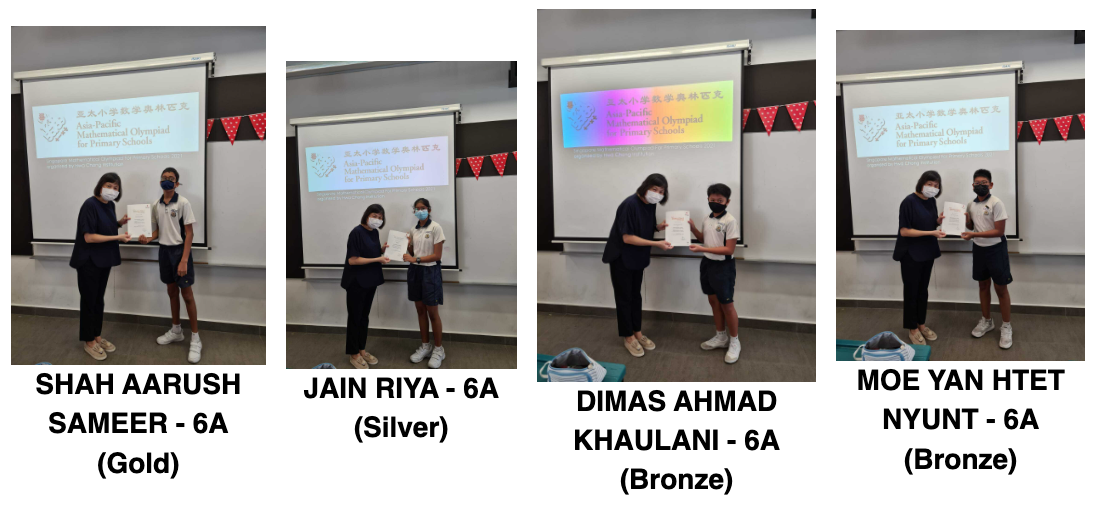 亚太小学数学奥林匹克
Asia-Pacific
Mathematical Olympiad
for Primary Schools
SHAH AARUSH
SAMEER - 6A
(Gold)
亚太小学数学奥林匹克
Asia-Pacific
Mathematical Olympiad
for Primary Schools
JAIN RIYA - 6A
(Silver)
亚太小学数学奥林匹克
Asia-Pacific
Mathematical Olympiad
for Primary Schools
DIMAS AHMAD
KHAULANI - 6A
(Bronze)
亚太小学数学奥林匹克
Asia-Pacific
Mathematical Olympiad
for Primary Schools
MOE YAN HTET
NYUNT - 6A
(Bronze)